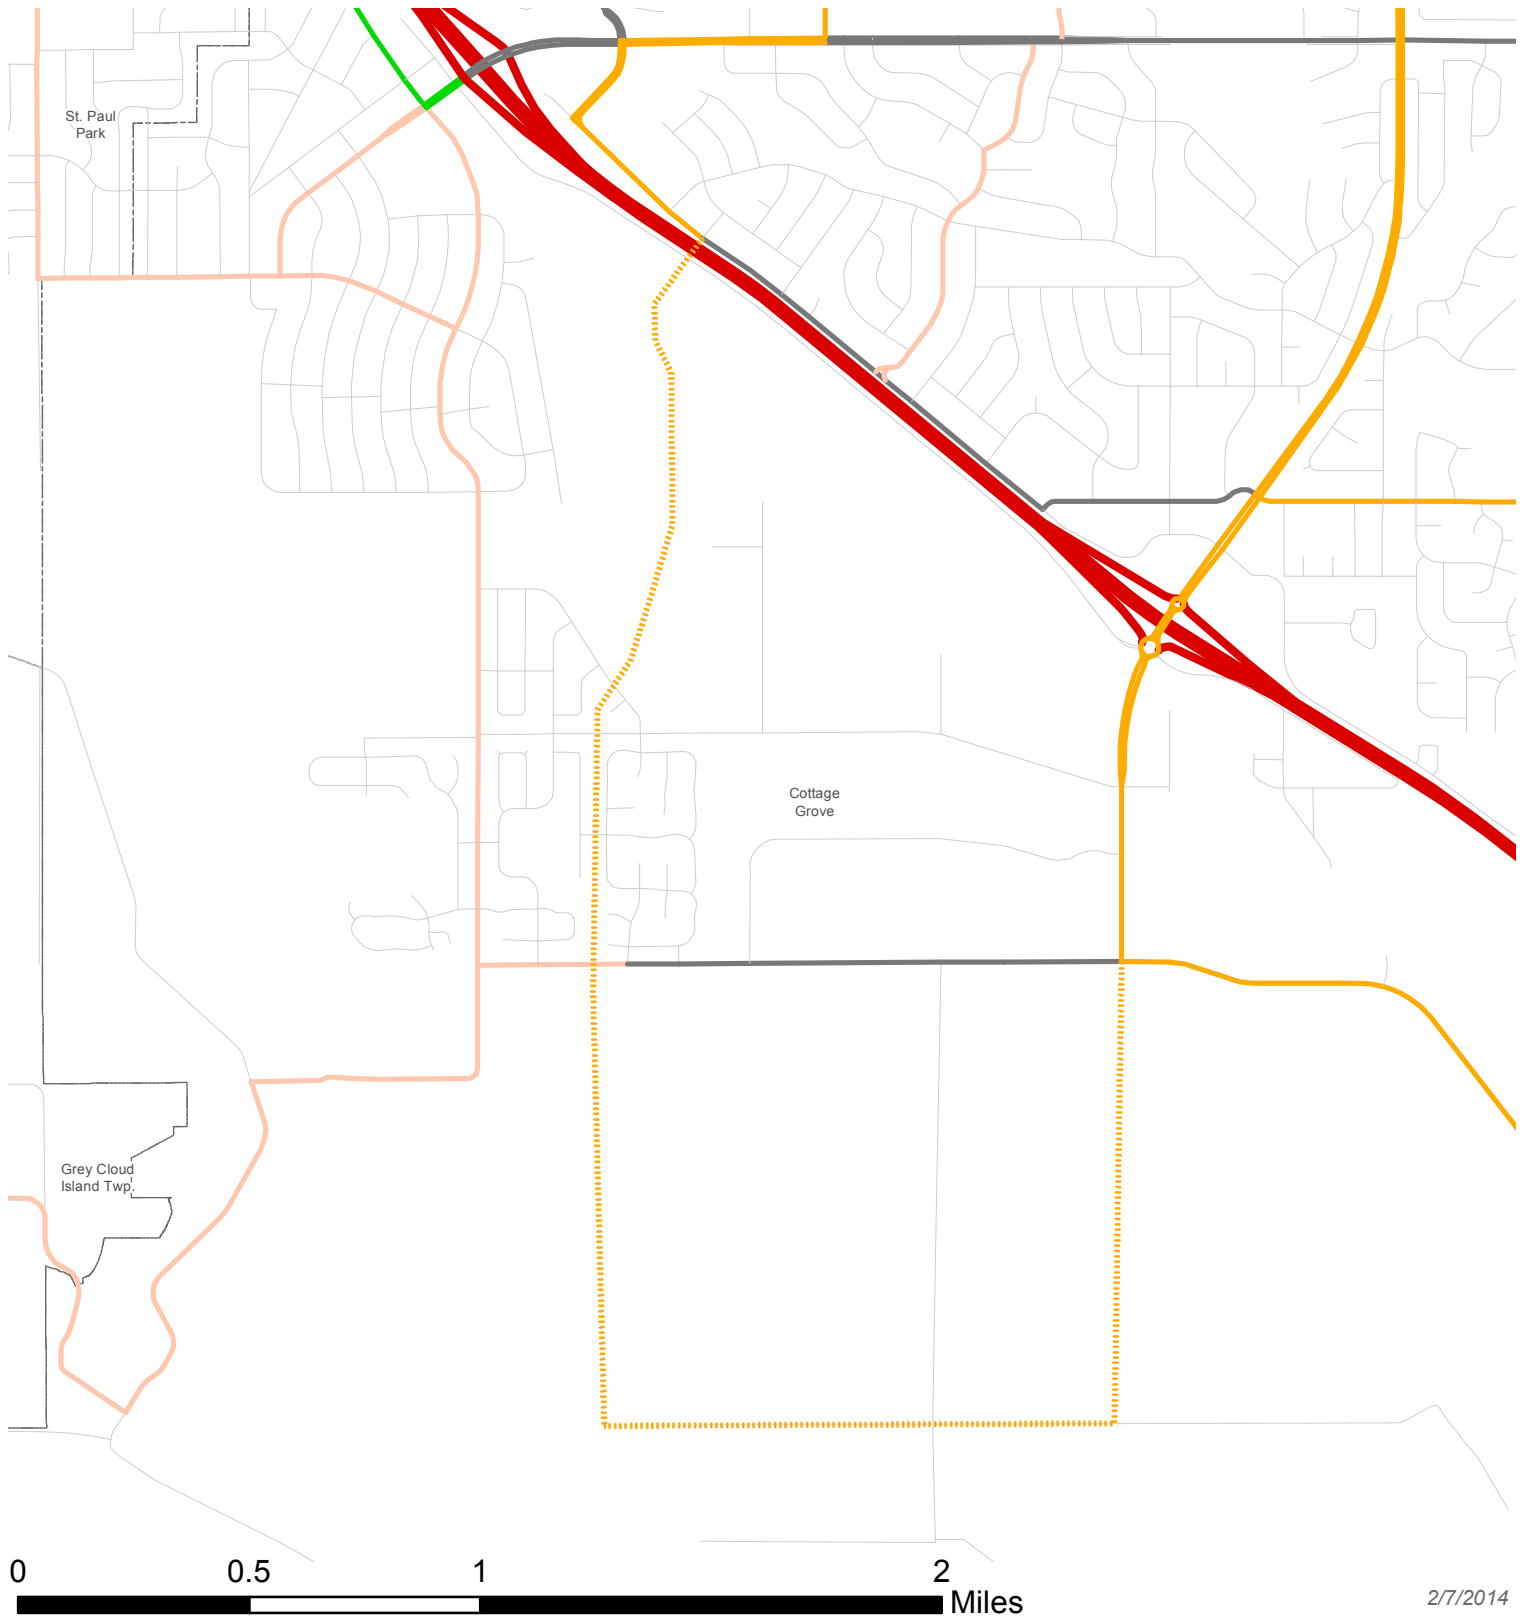 St. Paul
Park
Cottage
Grove
Grey Cloud
Island Twp.
0 0.5 1 2
Miles
2/7/2014